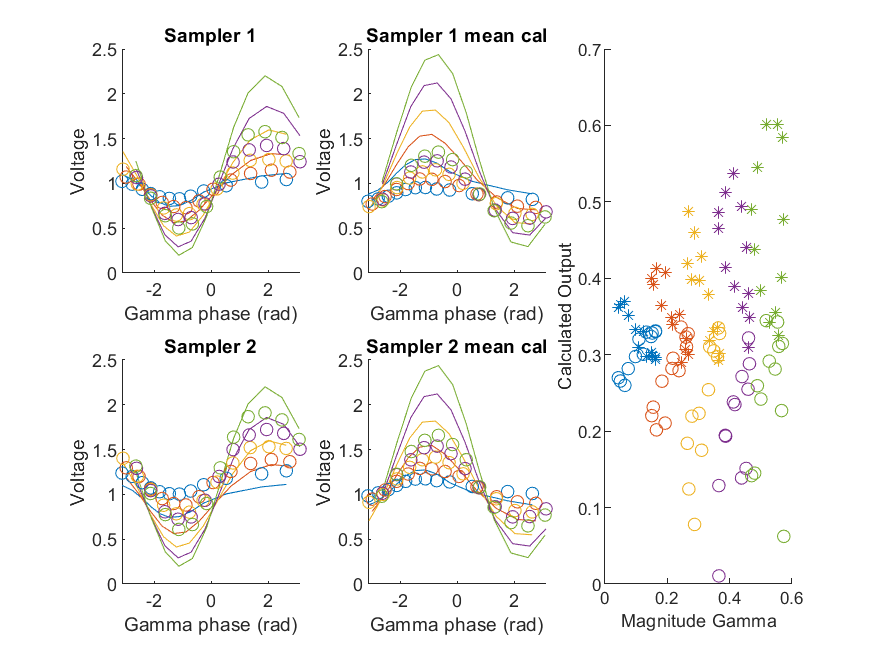 Sampler 1
2.5
2
1.5
1
0.5
0
Voltage
-2 0 2
Gamma phase (rad)
Sampler 1 mean cal
2.5
2
1.5
1
0.5
0
Voltage
-2 0 2
Gamma phase (rad)
Sampler 2
2.5
2
1.5
1
0.5
0
Voltage
-2 0 2
Gamma phase (rad)
Sampler 2 mean cal
2.5
2
1.5
1
0.5
0
Voltage
-2 0 2
Gamma phase (rad)
0.7
0.6
0.5
0.4
0.3
0.2
0.1
0
Calculated Output
0 0.2 0.4 0.6
Magnitude Gamma